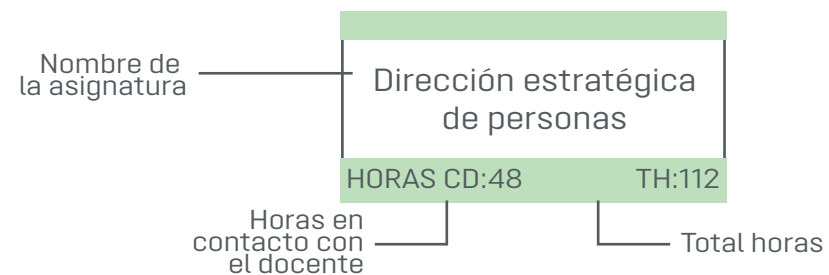 Nombre de
la asignatura
Dirección estratégica
de personas
HORAS CD:48 TH:112
Horas en
contacto con
el docente
Total horas